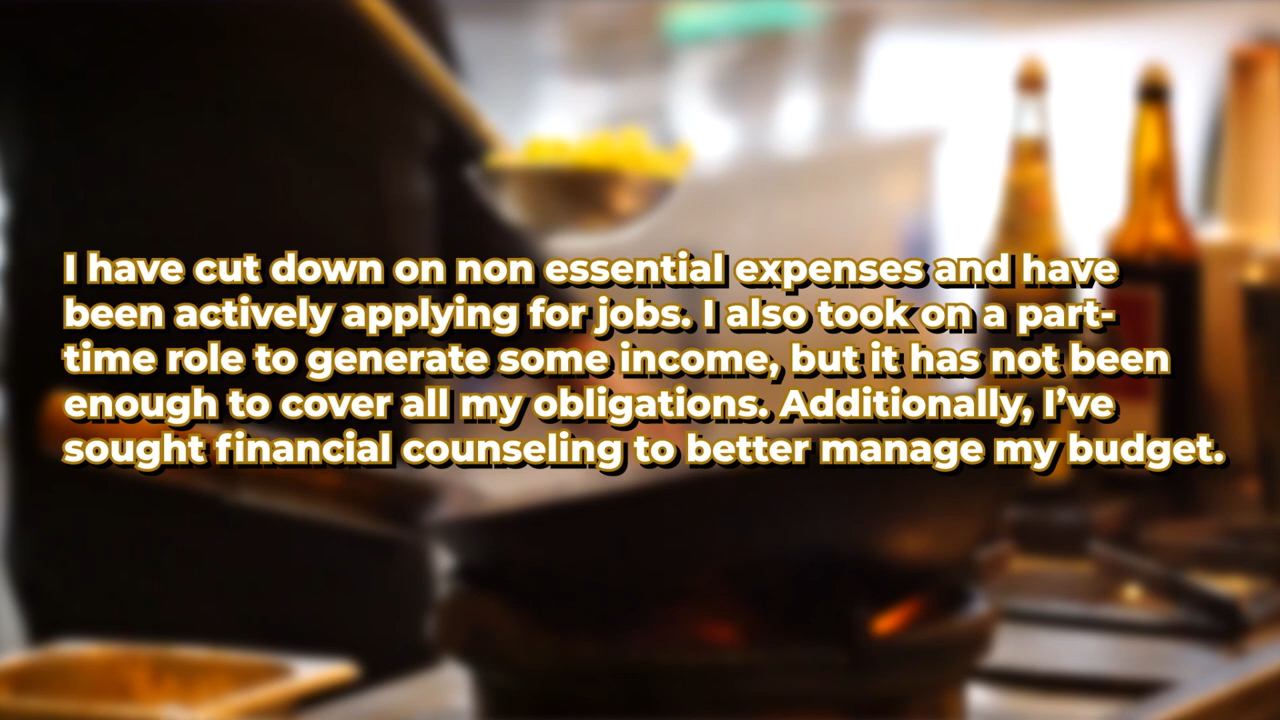 I have cut down on non essential expenses and have
been actively applying for jobs. I also took on a part-
time role to generate some income, but it has not been
enough to cover all my obligations. Additionally, I’ve
sought financial counseling to better manage my budget.